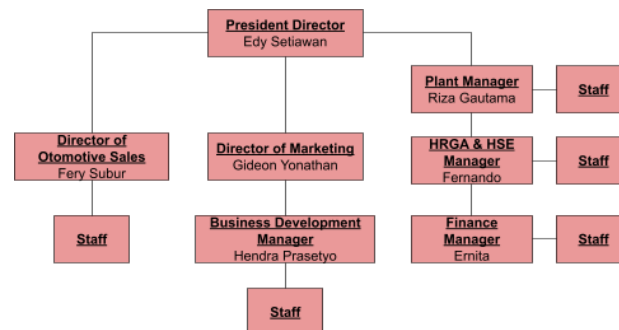 President Director
Edy Setiawan
Plant Manager
Riza Gautama
Staff
Director of
Otomotive Sales
Fery Subur
Director of Marketing
Gideon Yonathan
HRGA & HSE
Manager
Fernando
Staff
Staff
Business Development
Manager
Hendra Prasetyo
Finance
Manager
Ernita
Staff
Staff